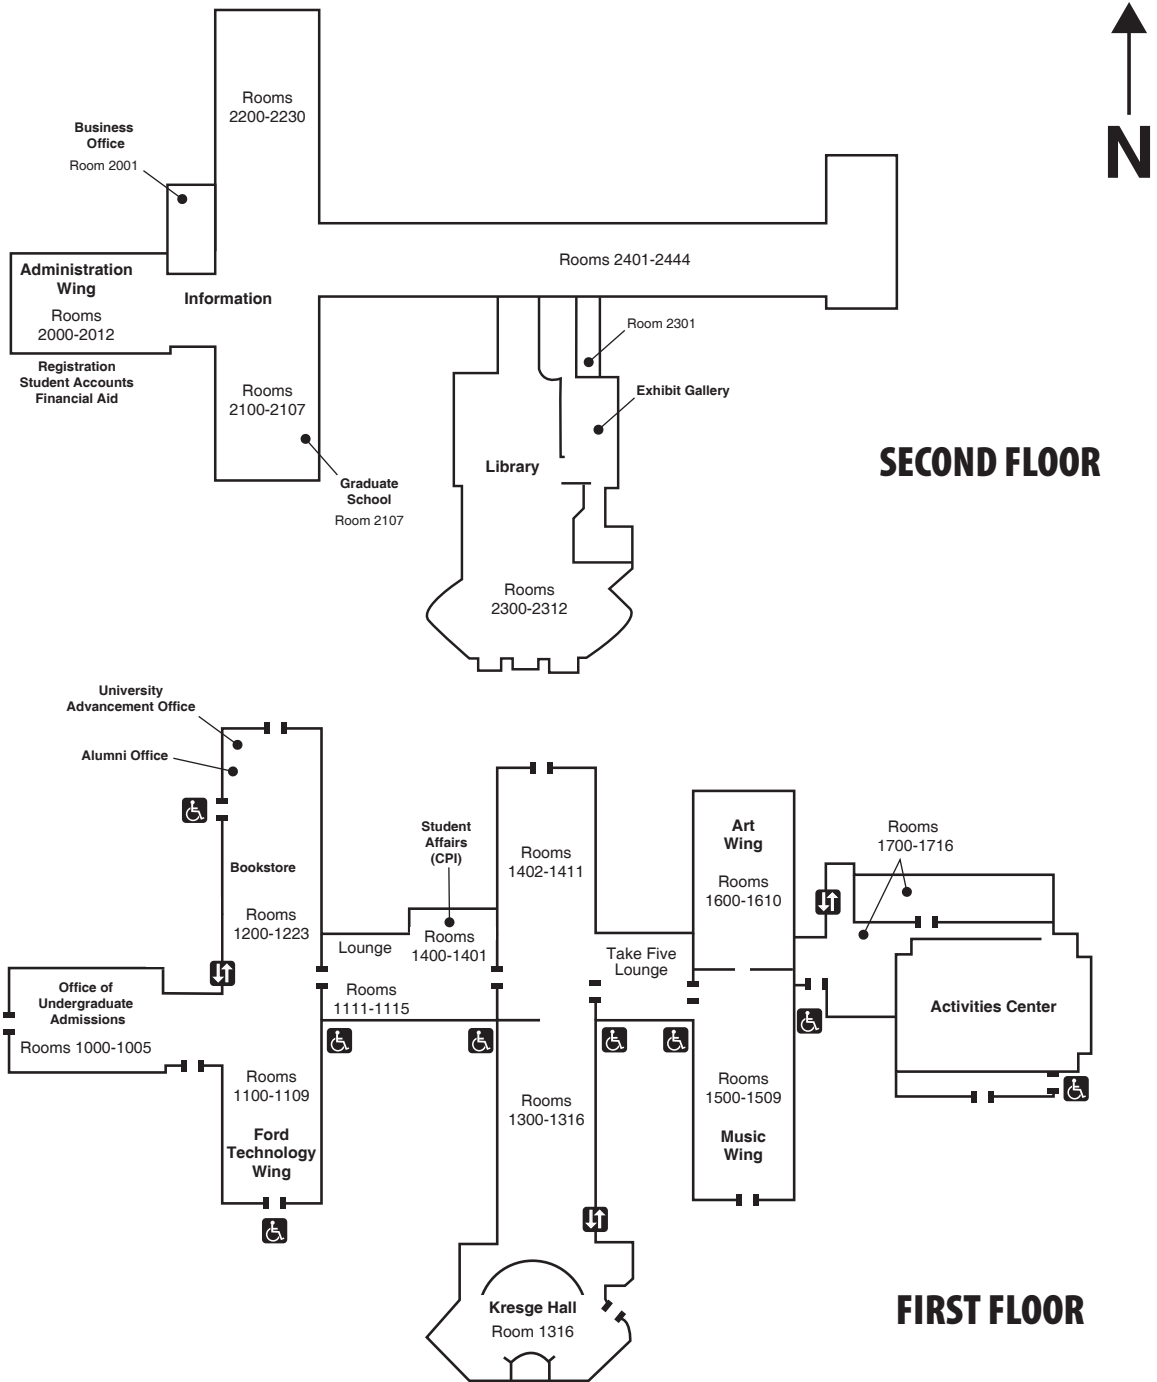 N
Rooms
2200-2230
Business
Office
Room 2001
Administration
Wing
Rooms
2000-2012
Information
Rooms 2401-2444
Registration
Student Accounts
Financial Aid
Rooms
2100-2107
Graduate
School
Room 2107
Room 2301
Exhibit Gallery
Library
Rooms
2300-2312
SECOND FLOOR
University
Advancement Office
Alumni Office
Bookstore
Rooms
1200-1223
Student
Affairs
(CPI)
Lounge
Rooms
1400-1401
Rooms
1402-1411
Art
Wing
Rooms
1600-1610
Rooms
1700-1716
Take Five
Lounge
Office of
Undergraduate
Admissions
Rooms 1000-1005
Rooms
1111-1115
Activities Center
Rooms
1100-1109
Ford
Technology
Wing
Rooms
1300-1316
Rooms
1500-1509
Music
Wing
Kresge Hall
Room 1316
FIRST FLOOR